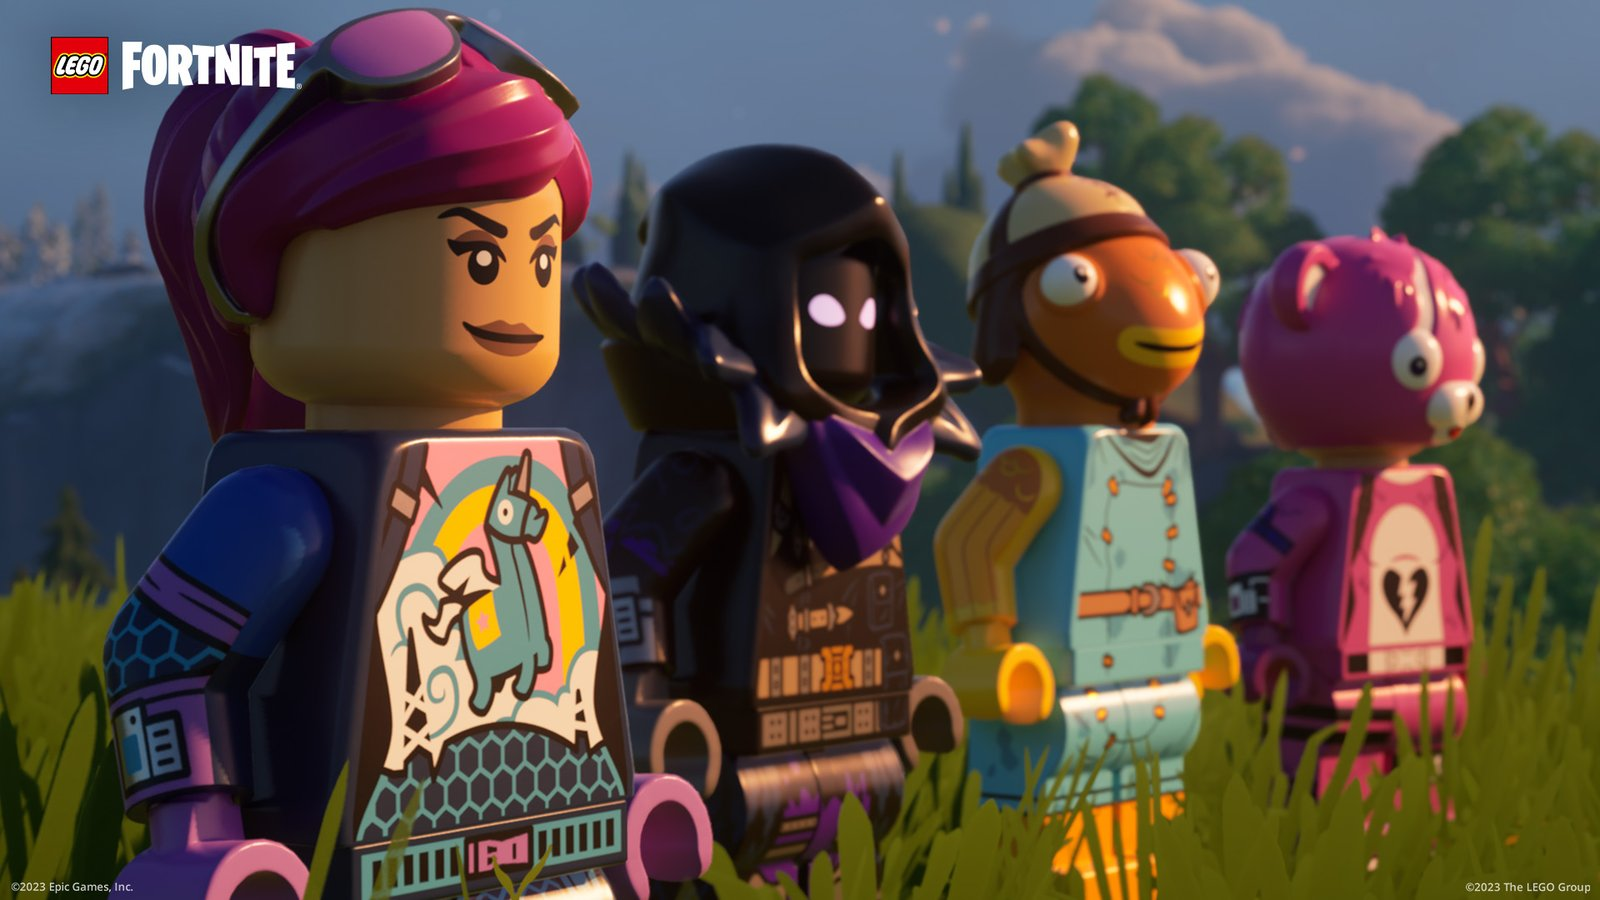 LEGO FORTNITE®
©2023 Epic Games, Inc.
©2023 The LEGO Group